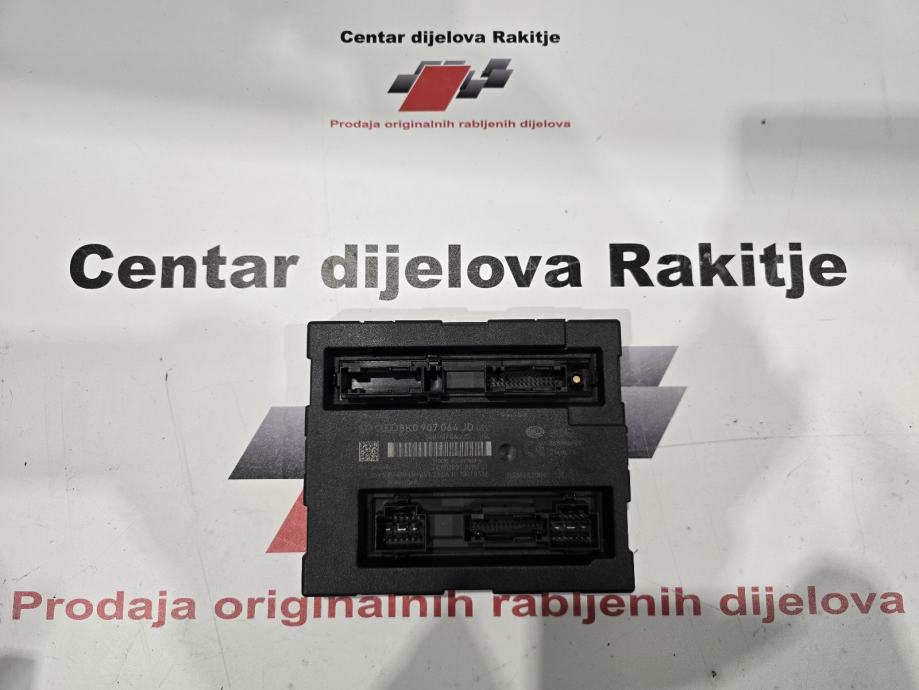 Centar dijelova Rakitje
Prodaja originalnih rabljenih dijelova
Centar dijelova Rakitje
8K0 907 064 JD
Prodaja originalnih rabljenih dijelova